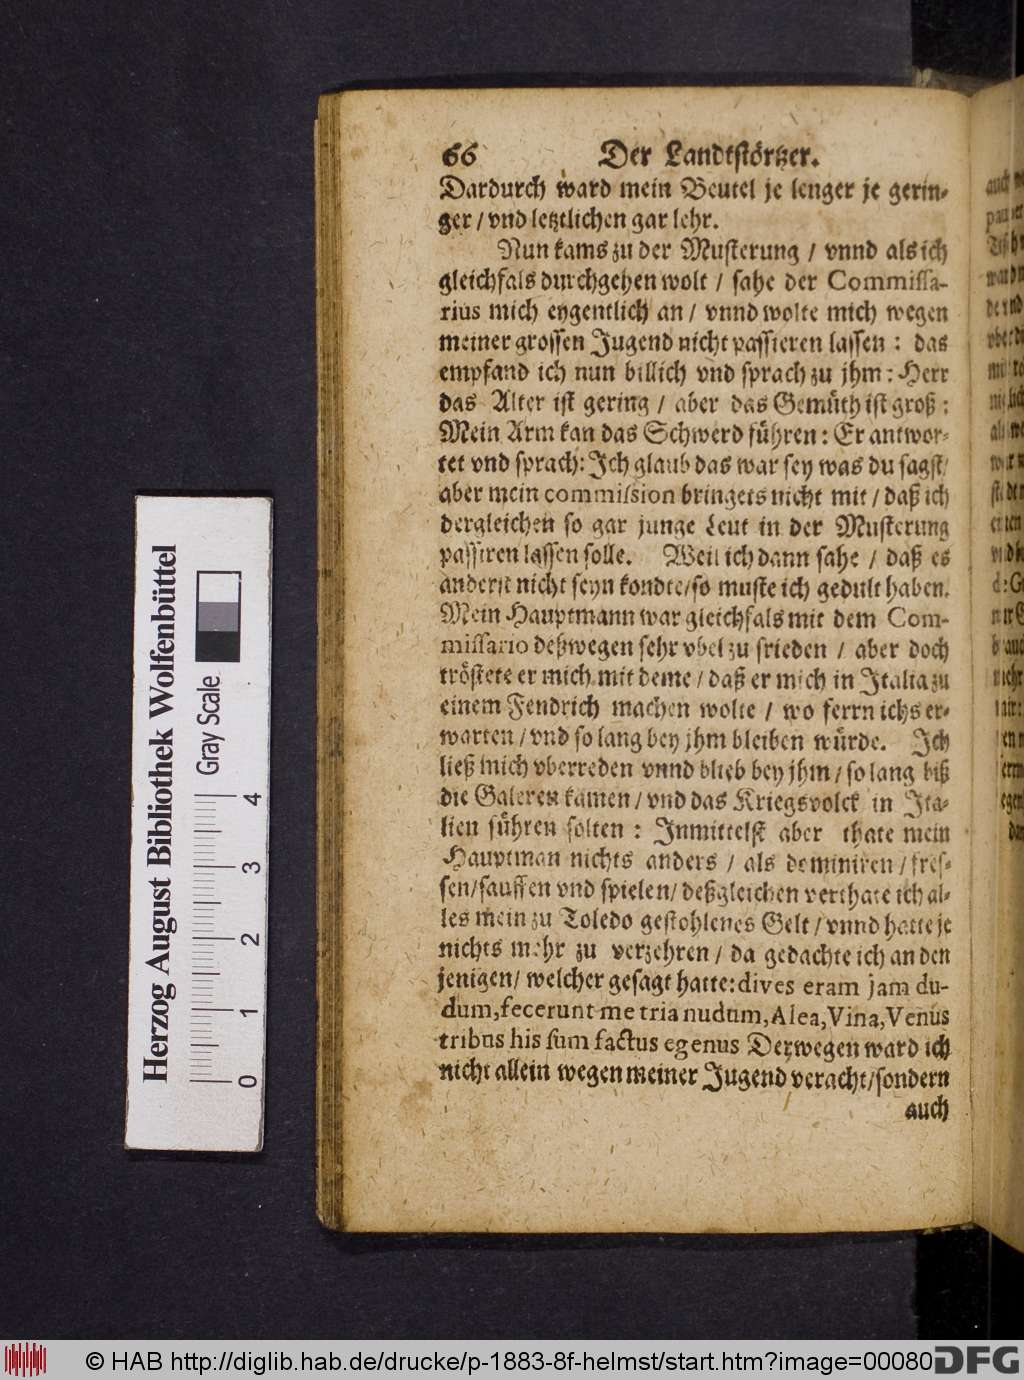 66 Der Landtstörtzer.
Dardurch ward mein Beutel je lenger je gerin-
ger / vnd letztlichen gar lehr.
Nun kams zu der Musterung / vnnd als ich
gleichfals durchgehen wolt / sahe der Commissa-
rius mich eygentlich an / vnnd wolte mich wegen
meiner grossen Jugend nicht passieren lassen : das
empfand ich nun billich vnd sprach zu jhm : Herr
das Alter ist gering / aber das Gemüth ist groß :
Mein Arm kan das Schwerd führen : Er antwor-
tet vnd sprach: Ich glaub das war sey was du sagst /
aber mein commission bringets nicht mit / daß ich
dergleichen so gar junge Leut in der Musterung
passiren lassen solle. Weil ich dann sahe / daß es
anderst nicht seyn kondte / so muste ich gedult haben.
Mein Hauptmann war gleichfals mit dem Com-
missario deßwegen sehr vbel zu frieden / aber doch
tröstete er mich mit deme / daß er mich in Italia zu
einem Fendrich machen wolte / wo ferrn ichs er-
warten / vnd so lang bey jhm bleiben würde. Ich
ließ mich vberreden vnnd blieb bey jhm / so lang biß
die Galeren kamen / vnd das Kriegsvolck in Ita-
lien führen solten : Inmittelst aber thate mein
Hauptman nichts anders / als dominiren / fres-
sen / sauffen vnd spielen / deßgleichen verthate ich al-
les mein zu Toledo gestohlenes Gelt / vnnd hatte je
nichts mehr zu verzehren / da gedachte ich an den
jenigen / welcher gesagt hatte: dives eram jam du-
dum, fecerunt me tria nudum, Alea, Vina, Venus
tribus his sum factus egenus Derwegen ward ich
nicht allein wegen meiner Jugend veracht / sondern
auch
Herzog August Bibliothek Wolfenbüttel
Gray Scale
0 1 2 3 4
© HAB http://diglib.hab.de/drucke/p-1883-8f-helmst/start.htm?image=00080
DFG